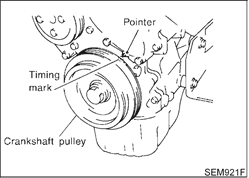 Pointer
Timing
mark
Crankshaft pulley
SEM921F